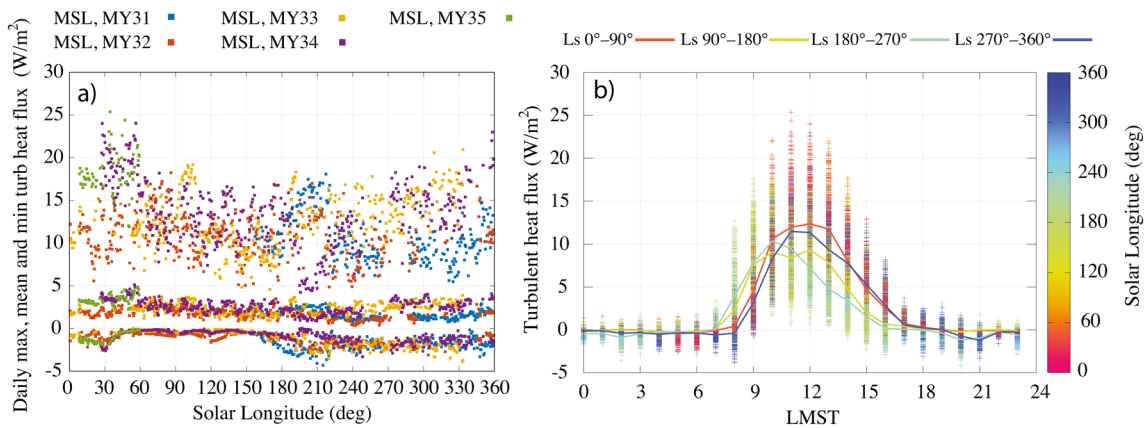 MSL, MY31 MSL, MY33 MSL, MY35
MSL, MY32 MSL, MY34
Daily max, mean and min turb heat flux (W/m²)
a)
30
25
20
15
10
5
0
-5
0 30 60 90 120 150 180 210 240 270 300 330 360
Solar Longitude (deg)
Ls 0°–90° Ls 90°–180° Ls 180°–270° Ls 270°–360°
Turbulent heat flux (W/m²)
b)
30
25
20
15
10
5
0
-5
0 3 6 9 12 15 18 21 24
LMST
360
300
240
180
120
60
0
Solar Longitude (deg)